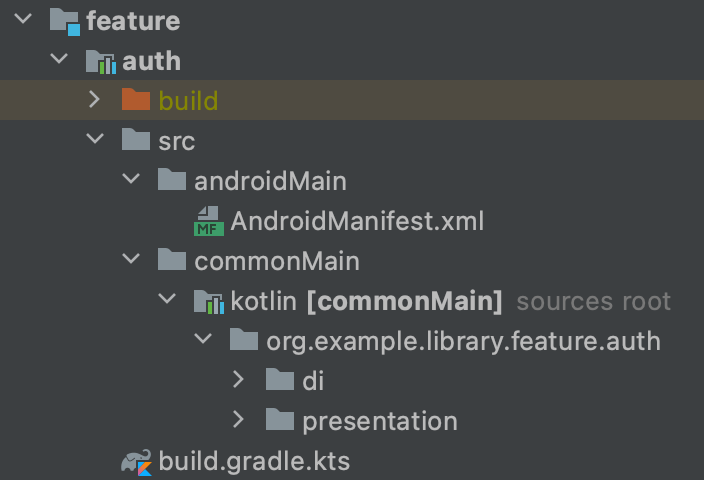 feature
auth
build
src
androidMain
MF AndroidManifest.xml
commonMain
kotlin [commonMain] sources root
org.example.library.feature.auth
di
presentation
build.gradle.kts